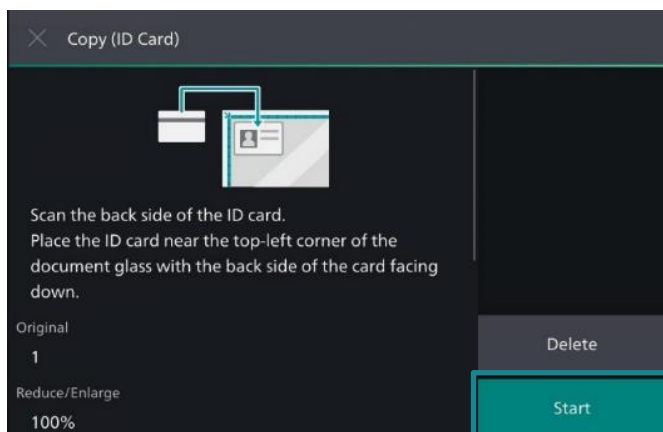 Copy (ID Card)
Scan the back side of the ID card.
Place the ID card near the top-left corner of the
document glass with the back side of the card facing
down.
Original
1
Reduce/Enlarge
100%
Delete
Start